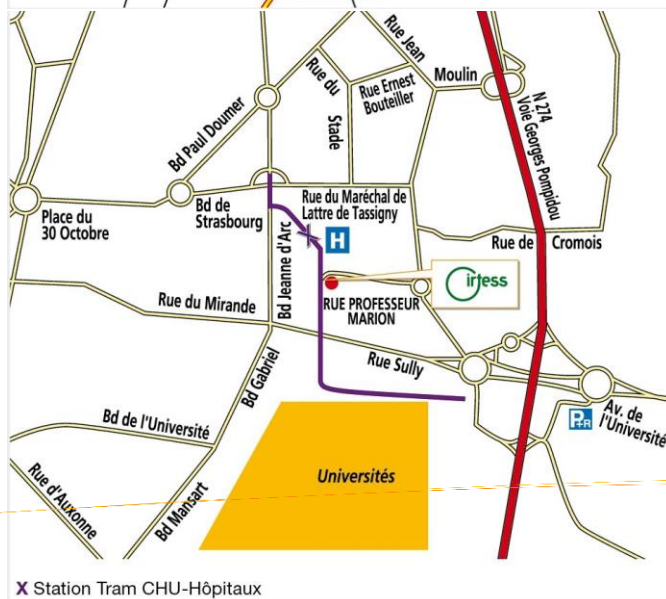 Rue Jean
Moulin
Rue du
Stade
Rue Ernest
Bouteiller
N 274
Voie Georges Pompidou
Bd Paul Doumer
Place du
30 Octobre
Bd de
Strasbourg
Rue du Maréchal de
Lattre de Tassigny
H
Bd Jeanne d'Arc
Rue de Cromois
irtess
Rue du Mirande
RUE PROFESSEUR
MARION
Rue Sully
Bd Gabriel
Bd de l'Université
P+R
Av. de
l'Université
Rue d'Auxonne
Bd Mansart
Universités
X Station Tram CHU-Hôpitaux